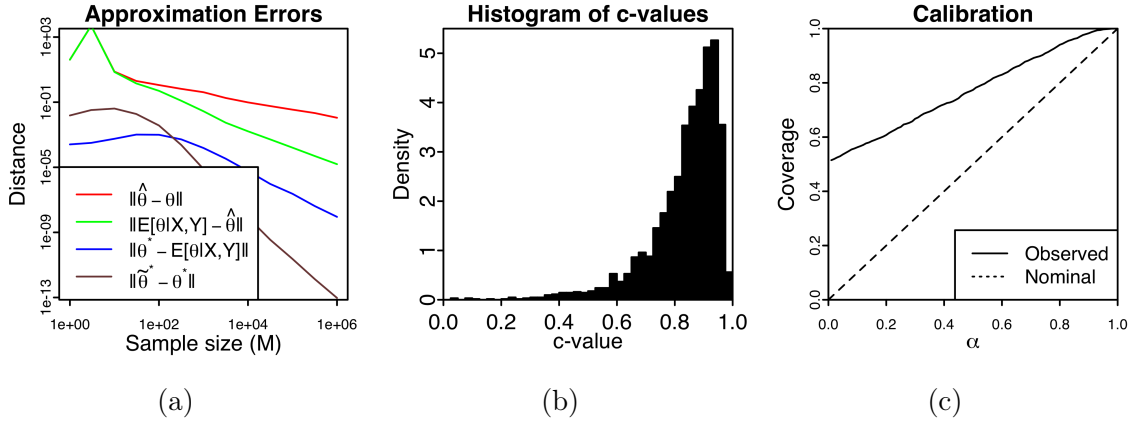 Approximation Errors
Distance
1e+03
1e-01
1e-05
1e-09
1e-13
‖θ̂ − θ‖
‖E[θ|X,Y] − θ̂‖
‖θ* − E[θ|X,Y]‖
‖θ̃* − θ*‖
1e+00 1e+02 1e+04 1e+06
Sample size (M)
(a)
Histogram of c-values
Density
5
4
3
2
1
0
0.0 0.2 0.4 0.6 0.8 1.0
c-value
(b)
Calibration
Coverage
1.0
0.8
0.6
0.4
0.2
0.0
Observed
Nominal
0.0 0.2 0.4 0.6 0.8 1.0
α
(c)